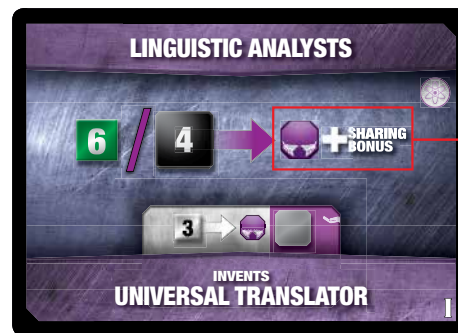 LINGUISTIC ANALYSTS
6 / 4 + SHARING
BONUS
3
INVENTS
UNIVERSAL TRANSLATOR
I